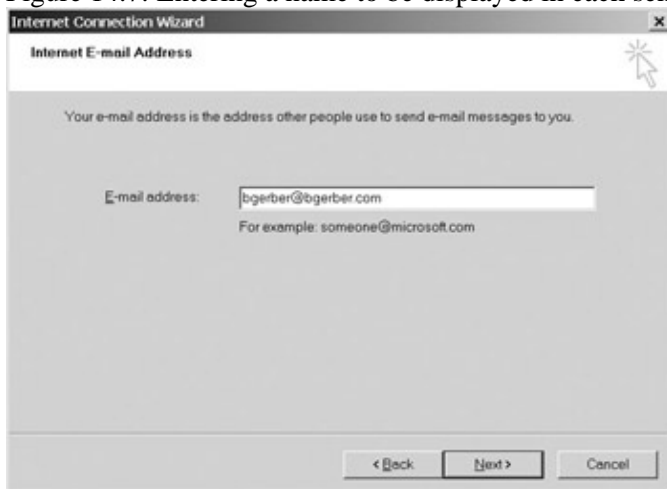 Figure 14.7: Entering a name to be displayed in each
Internet Connection Wizard
Internet E-mail Address
Your e-mail address is the address other people use to send e-mail messages to you.
E-mail address:
bgerber@bgerber.com
For example: someone@microsoft.com
< Back
Next >
Cancel